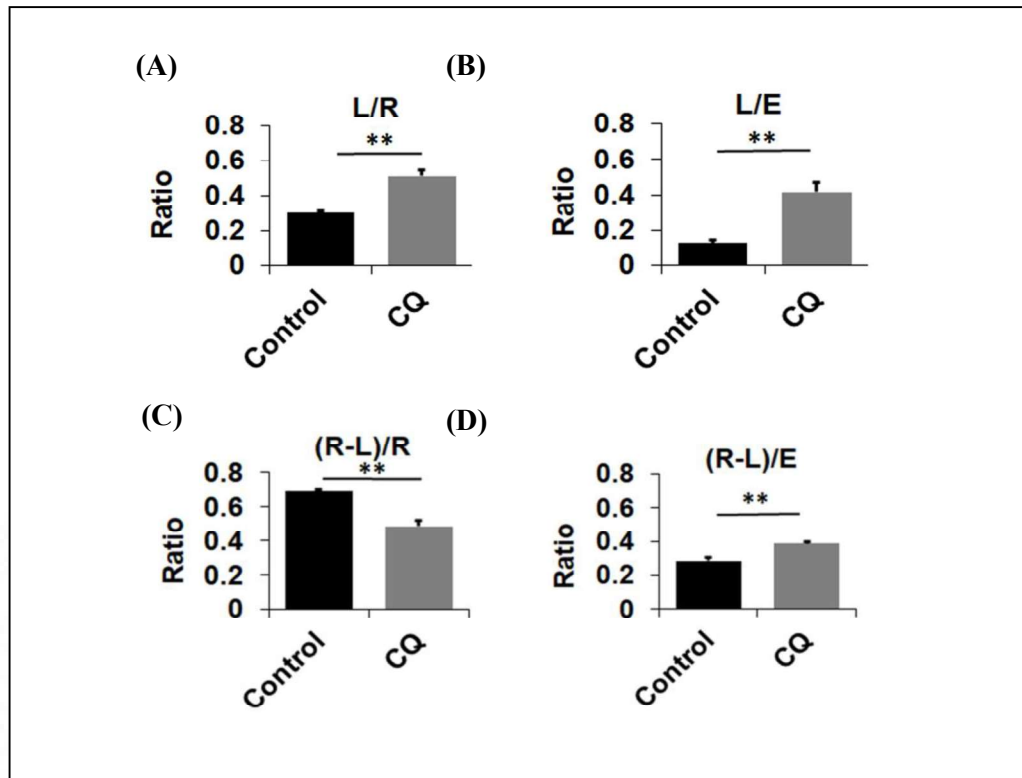 (A)
L/R
**
0.8
0.6
0.4
0.2
0
Ratio
Control
CQ
(B)
L/E
**
0.8
0.6
0.4
0.2
0
Ratio
Control
CQ
(C)
(R-L)/R
**
0.8
0.6
0.4
0.2
0
Ratio
Control
CQ
(D)
(R-L)/E
**
0.8
0.6
0.4
0.2
0
Ratio
Control
CQ